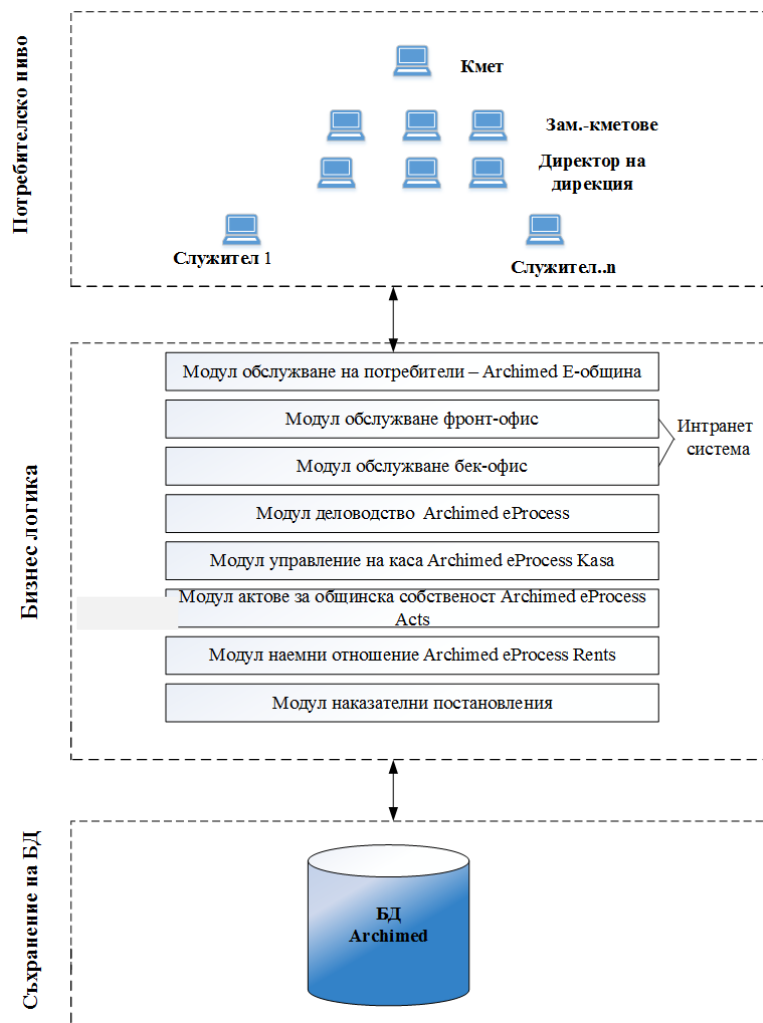 Потребителско ниво
Кмет
Зам.-кметове
Директор на
дирекция
Служител 1
Служител..n
Бизнес логика
Модул обслужване на потребители – Archimed Е-община
Модул обслужване фронт-офис
Модул обслужване бек-офис
Интранет
система
Модул деловодство Archimed eProcess
Модул управление на каса Archimed eProcess Kasa
Модул актове за общинска собственост Archimed eProcess
Acts
Модул наемни отношение Archimed eProcess Rents
Модул наказателни постановления
Съхранение на БД
БД
Archimed